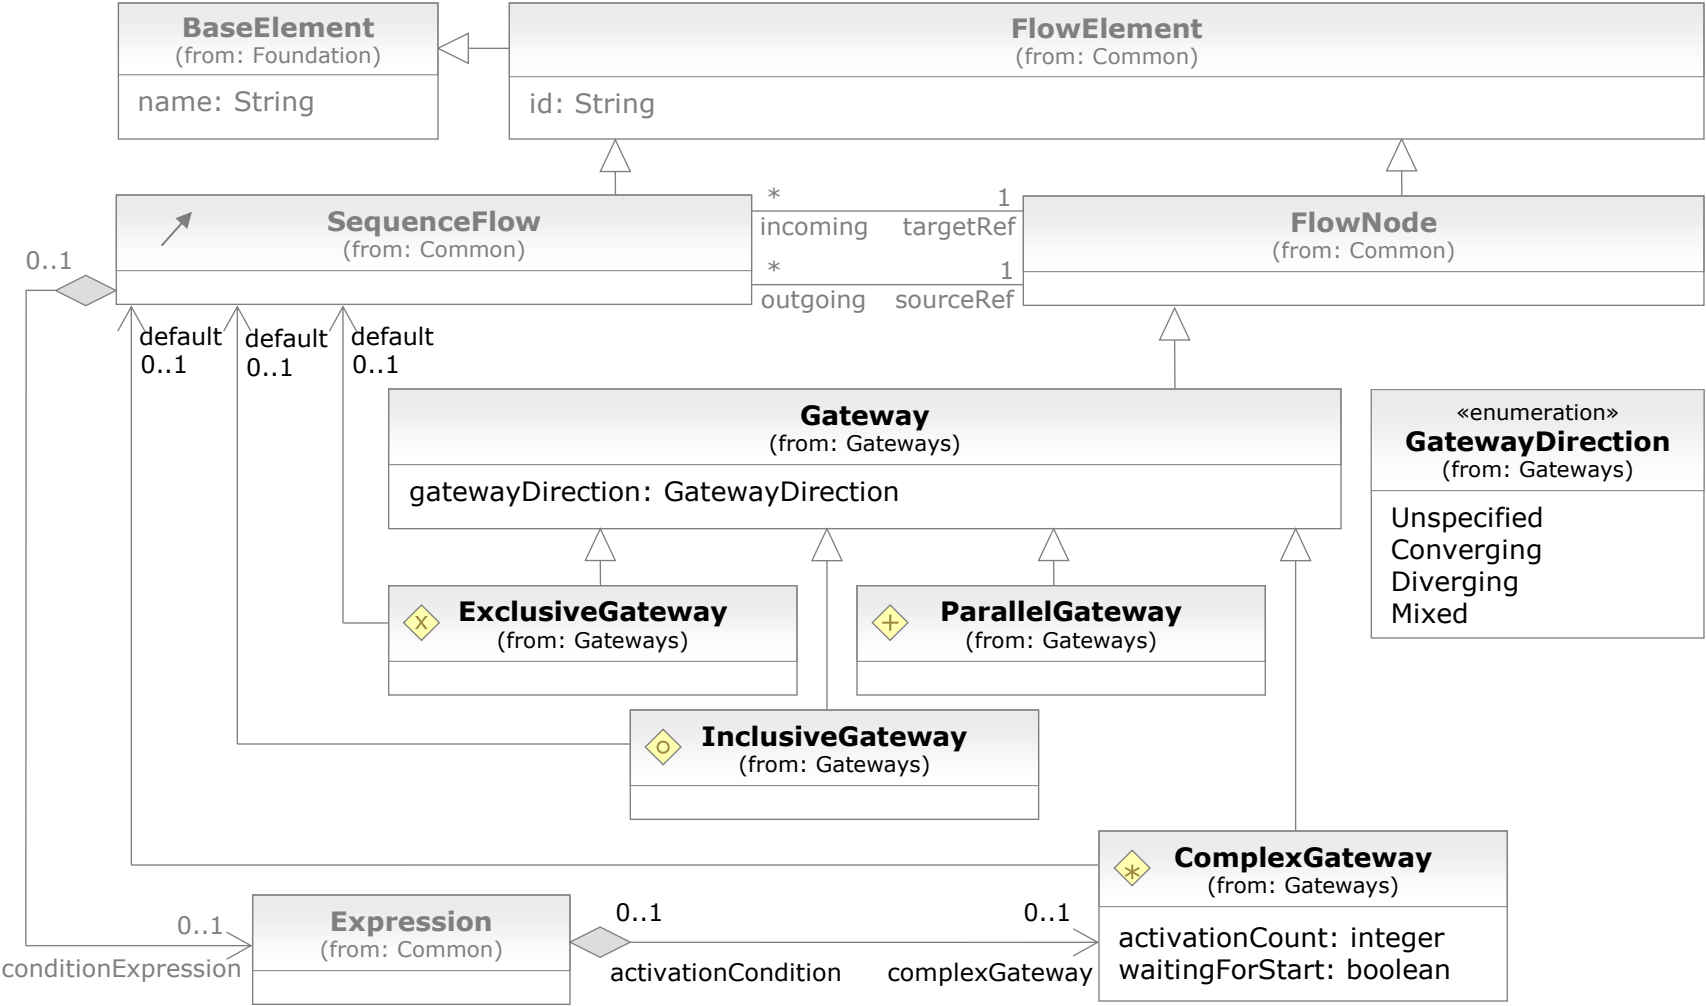 BaseElement
(from: Foundation)
name: String
FlowElement
(from: Common)
id: String
SequenceFlow
(from: Common)
*
incoming
1
targetRef
*
outgoing
1
sourceRef
FlowNode
(from: Common)
0..1
default
0..1
default
0..1
default
0..1
Gateway
(from: Gateways)
gatewayDirection: GatewayDirection
«enumeration»
GatewayDirection
(from: Gateways)
Unspecified
Converging
Diverging
Mixed
X
ExclusiveGateway
(from: Gateways)
+
ParallelGateway
(from: Gateways)
O
InclusiveGateway
(from: Gateways)
*
ComplexGateway
(from: Gateways)
activationCount: integer
waitingForStart: boolean
0..1
conditionExpression
Expression
(from: Common)
0..1
activationCondition
0..1
complexGateway